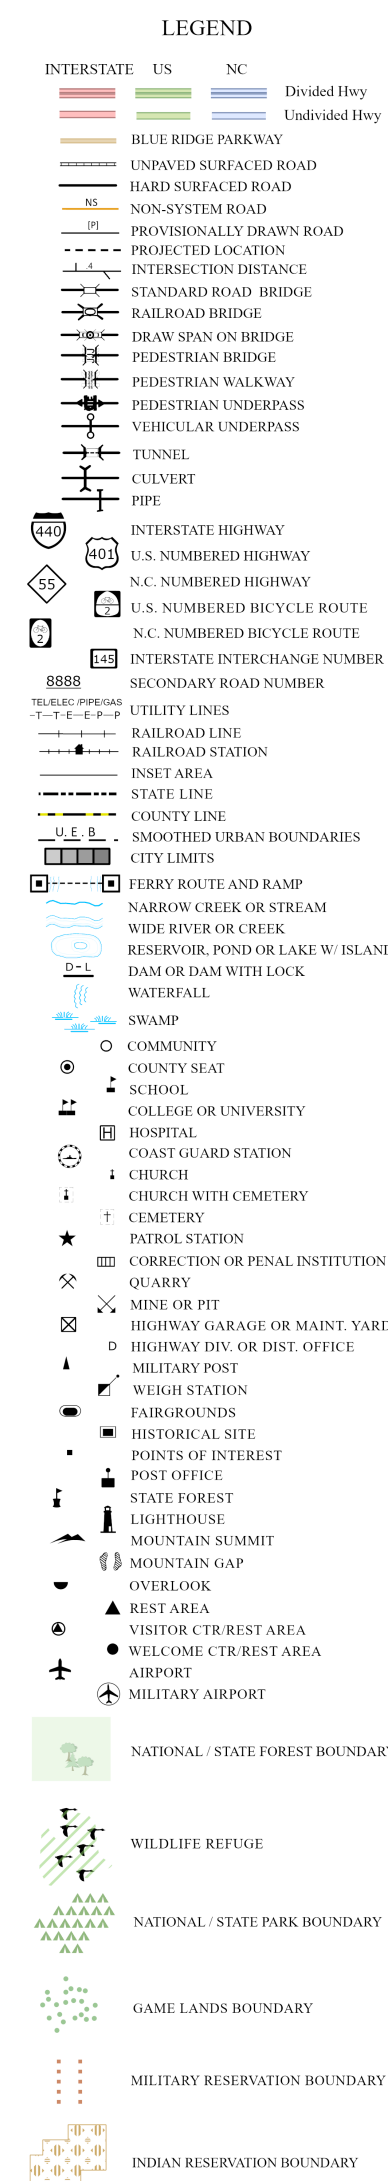 LEGEND
INTERSTATE US NC
Divided Hwy
Undivided Hwy
BLUE RIDGE PARKWAY
UNPAVED SURFACED ROAD
HARD SURFACED ROAD
NS NON-SYSTEM ROAD
[P] PROVISIONALLY DRAWN ROAD
PROJECTED LOCATION
.4 INTERSECTION DISTANCE
STANDARD ROAD BRIDGE
RAILROAD BRIDGE
DRAW SPAN ON BRIDGE
PEDESTRIAN BRIDGE
PEDESTRIAN WALKWAY
PEDESTRIAN UNDERPASS
VEHICULAR UNDERPASS
TUNNEL
CULVERT
PIPE
440 INTERSTATE HIGHWAY
401 U.S. NUMBERED HIGHWAY
55 N.C. NUMBERED HIGHWAY
2 U.S. NUMBERED BICYCLE ROUTE
2 N.C. NUMBERED BICYCLE ROUTE
145 INTERSTATE INTERCHANGE NUMBER
8888 SECONDARY ROAD NUMBER
TEL/ELEC /PIPE/GAS
–T—T-E—E-P–P UTILITY LINES
RAILROAD LINE
RAILROAD STATION
INSET AREA
STATE LINE
COUNTY LINE
U. E. B SMOOTHED URBAN BOUNDARIES
CITY LIMITS
FERRY ROUTE AND RAMP
NARROW CREEK OR STREAM
WIDE RIVER OR CREEK
RESERVOIR, POND OR LAKE W/ ISLAN
D-L DAM OR DAM WITH LOCK
WATERFALL
SWAMP
COMMUNITY
COUNTY SEAT
SCHOOL
COLLEGE OR UNIVERSITY
H HOSPITAL
COAST GUARD STATION
CHURCH
CHURCH WITH CEMETERY
CEMETERY
PATROL STATION
CORRECTION OR PENAL INSTITUTION
QUARRY
MINE OR PIT
HIGHWAY GARAGE OR MAINT. YARD
D HIGHWAY DIV. OR DIST. OFFICE
MILITARY POST
WEIGH STATION
FAIRGROUNDS
HISTORICAL SITE
POINTS OF INTEREST
POST OFFICE
STATE FOREST
LIGHTHOUSE
MOUNTAIN SUMMIT
MOUNTAIN GAP
OVERLOOK
REST AREA
VISITOR CTR/REST AREA
WELCOME CTR/REST AREA
AIRPORT
MILITARY AIRPORT
NATIONAL / STATE FOREST BOUNDARY
WILDLIFE REFUGE
NATIONAL / STATE PARK BOUNDARY
GAME LANDS BOUNDARY
MILITARY RESERVATION BOUNDARY
INDIAN RESERVATION BOUNDARY